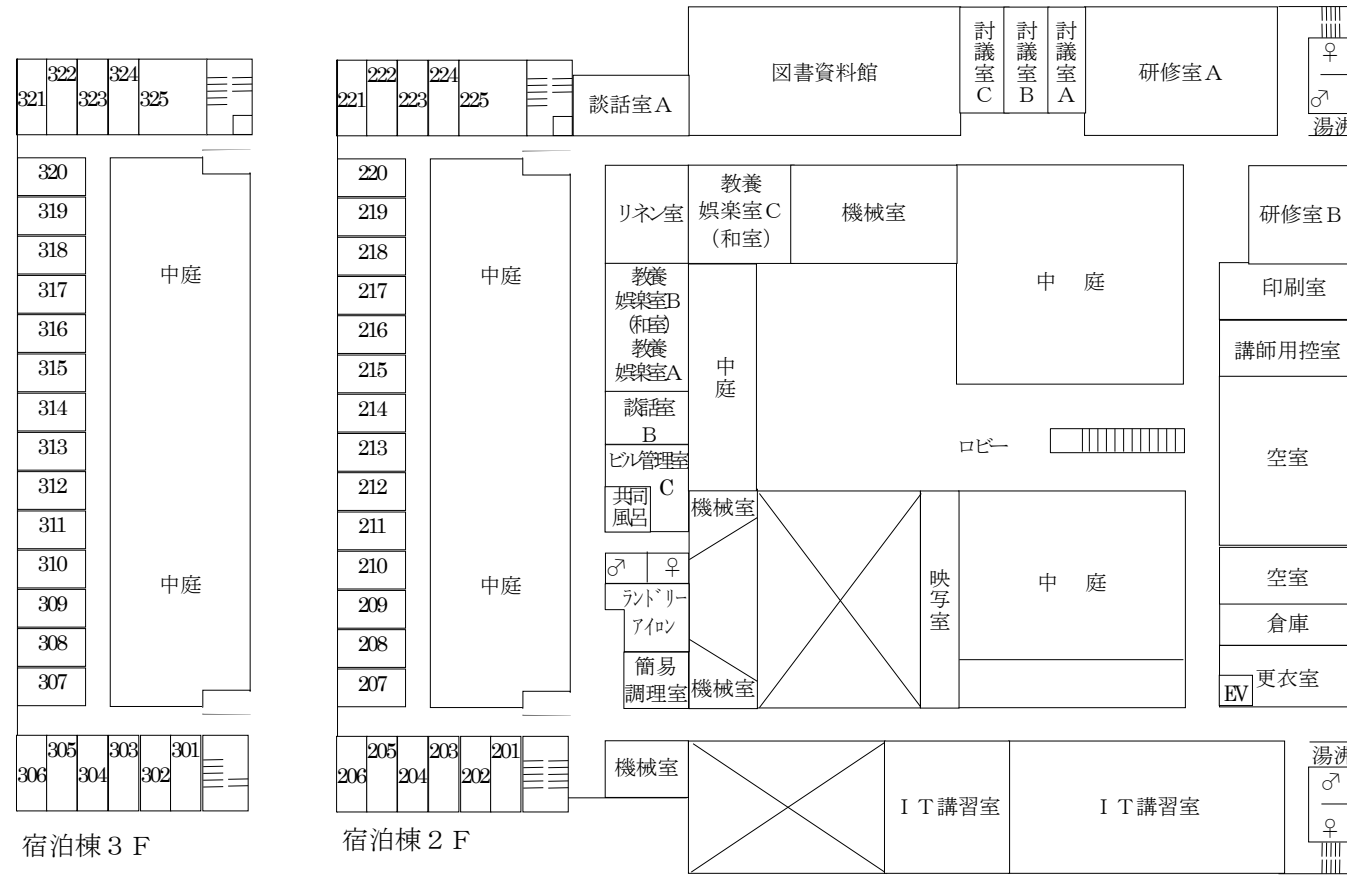 322
324
321
323
325
320
319
318
317
316
315
314
313
312
311
310
309
308
307
305
303
301
306
304
302
中庭
中庭
宿泊棟３Ｆ
222
224
221
223
225
220
219
218
217
216
215
214
213
212
211
210
209
208
207
205
203
201
206
204
202
中庭
中庭
宿泊棟２Ｆ
談話室Ａ
図書資料館
討議室Ｃ
討議室Ｂ
討議室Ａ
研修室Ａ
♀
♂
湯沸
リネン室
教養
娯楽室Ｃ
（和室）
機械室
中　庭
研修室Ｂ
教養
娯楽室B
(和室)
教養
娯楽室A
中庭
印刷室
講師用控室
談話室
B
ビル管理室
C
共同
風呂
ロビー
空室
機械室
♂
♀
ランドリー
アイロン
映写室
中　庭
空室
倉庫
簡易
調理室
機械室
更衣室
EV
機械室
ＩＴ講習室
ＩＴ講習室
湯沸
♂
♀